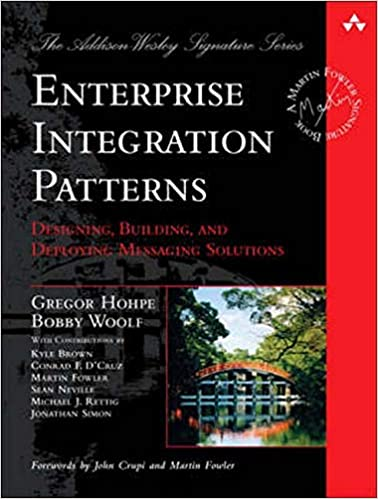 The Addison Wesley Signature Series
ENTERPRISE
INTEGRATION
PATTERNS
A MARTIN FOWLER SIGNATURE BOOK
Martin
DESIGNING, BUILDING, AND
DEPLOYING MESSAGING SOLUTIONS
GREGOR HOHPE
BOBBY WOOLF
WITH CONTRIBUTIONS BY
KYLE BROWN
CONRAD F. D'CRUZ
MARTIN FOWLER
SEAN NEVILLE
MICHAEL J. RETTIG
JONATHAN SIMON
Forewords by John Crupi and Martin Fowler